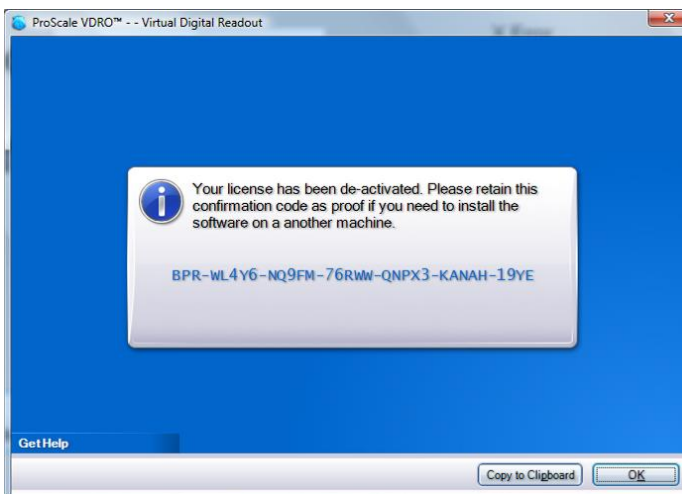 ProScale VDRO™ - - Virtual Digital Readout
Your license has been de-activated. Please retain this
confirmation code as proof if you need to install the
software on a another machine.
BPR-WL4Y6-NQ9FM-76RWW-QNPX3-KANAH-19YE
Get Help
Copy to Clipboard
OK